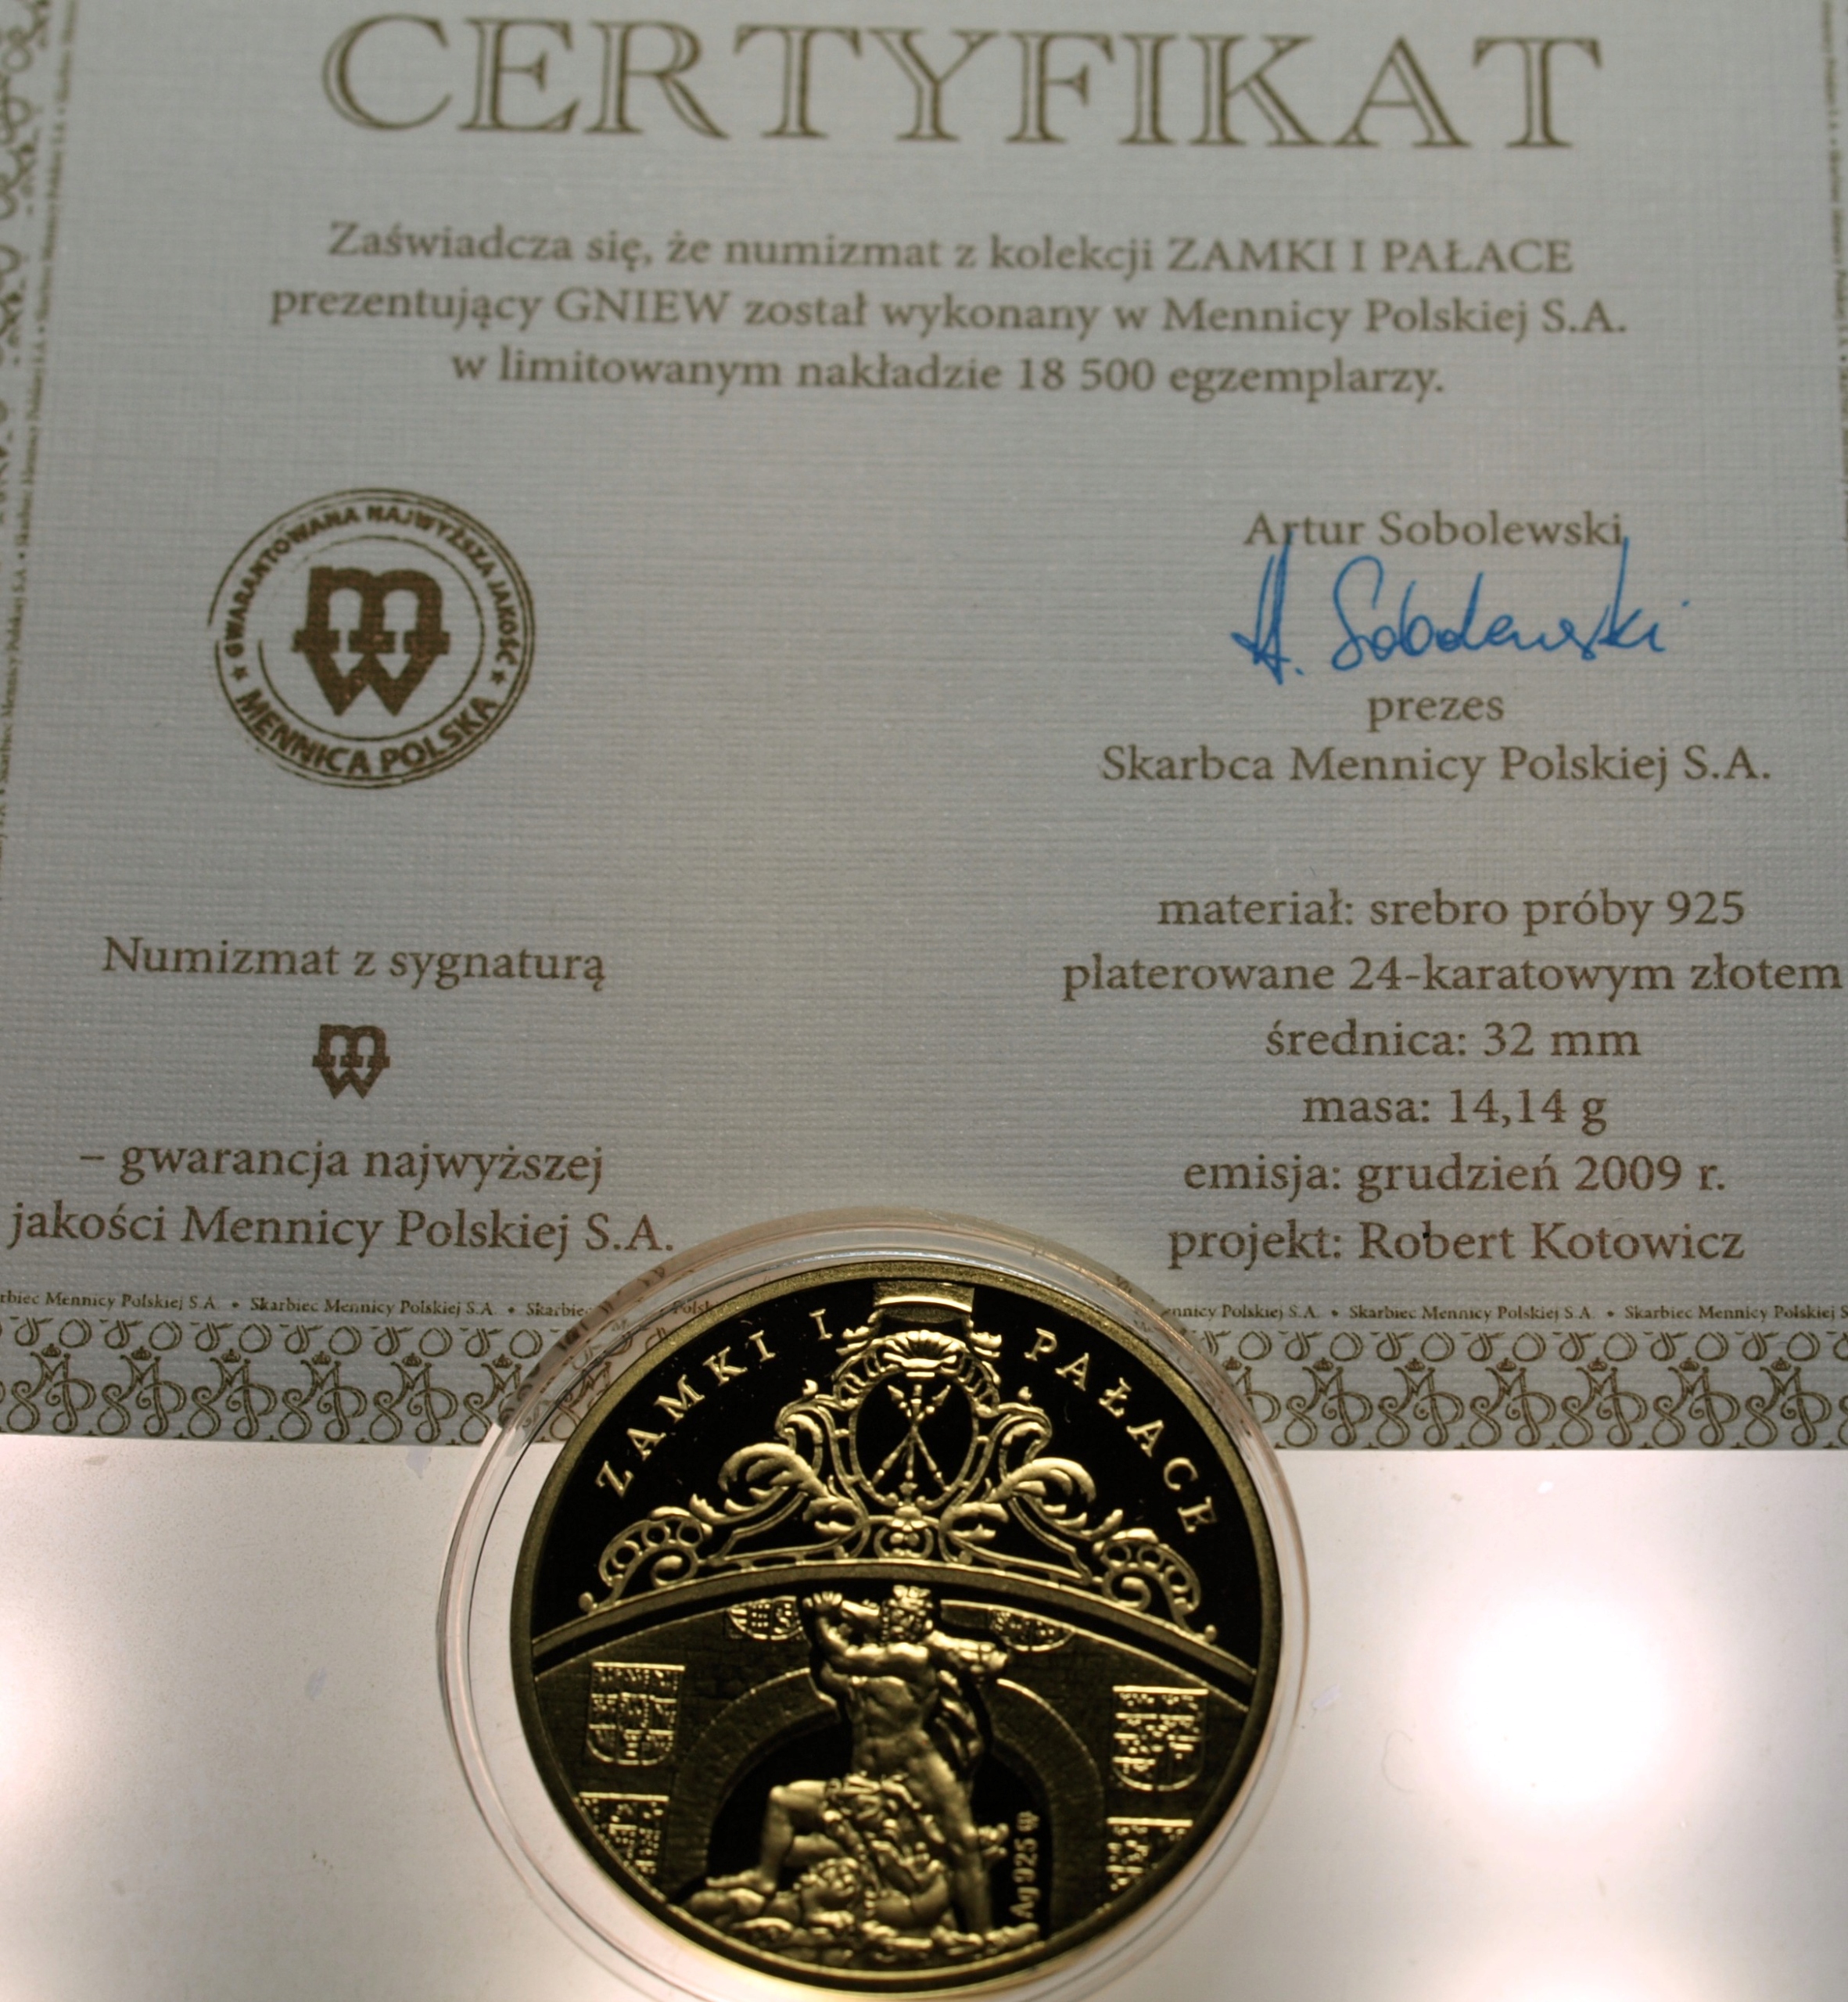 CERTYFIKAT
Zaświadcza się, że numizmat z kolekcji ZAMKI I PAŁACE
prezentujący GNIEW został wykonany w Mennicy Polskiej S.A.
w limitowanym nakładzie 18 500 egzemplarzy.
GWARANTOWANA NAJWYŻSZA JAKOŚĆ
MENNICA POLSKA
Artur Sobolewski
A. Sobolewski
prezes
Skarbca Mennicy Polskiej S.A.
Numizmat z sygnaturą
– gwarancja najwyższej
jakości Mennicy Polskiej S.A.
materiał: srebro próby 925
platerowane 24-karatowym złotem
średnica: 32 mm
masa: 14,14 g
emisja: grudzień 2009 r.
projekt: Robert Kotowicz
Mennicy Polskiej S.A. • Skarbiec Mennicy Polskiej S.A. • Skarbiec
Polskiej S.A. • Skarbiec Mennicy Polskiej S.A. • Skarbiec Mennicy Polskiej
ZAMKI I PAŁACE
Ag 925